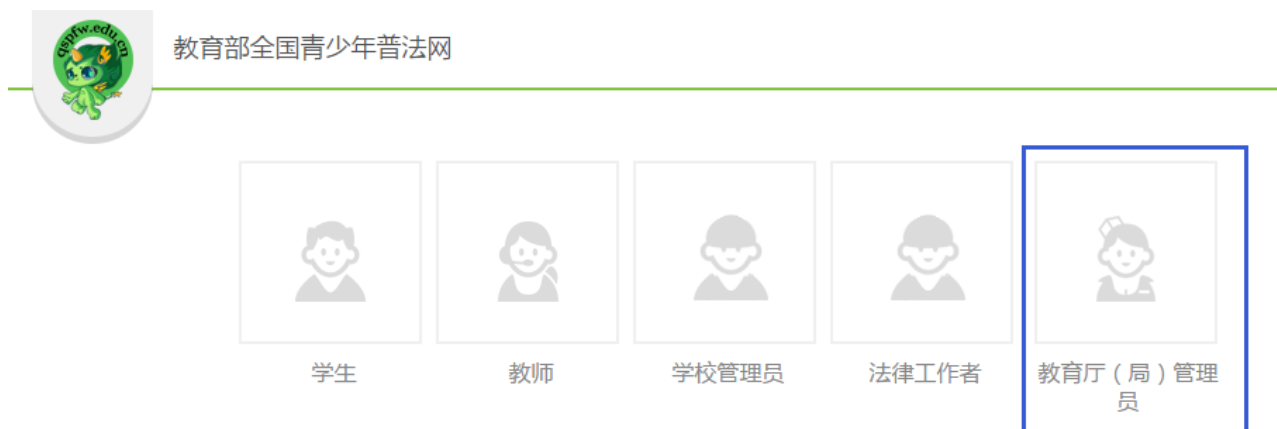 qspfw.edu.cn
教育部全国青少年普法网
学生
教师
学校管理员
法律工作者
教育厅（局）管理
员